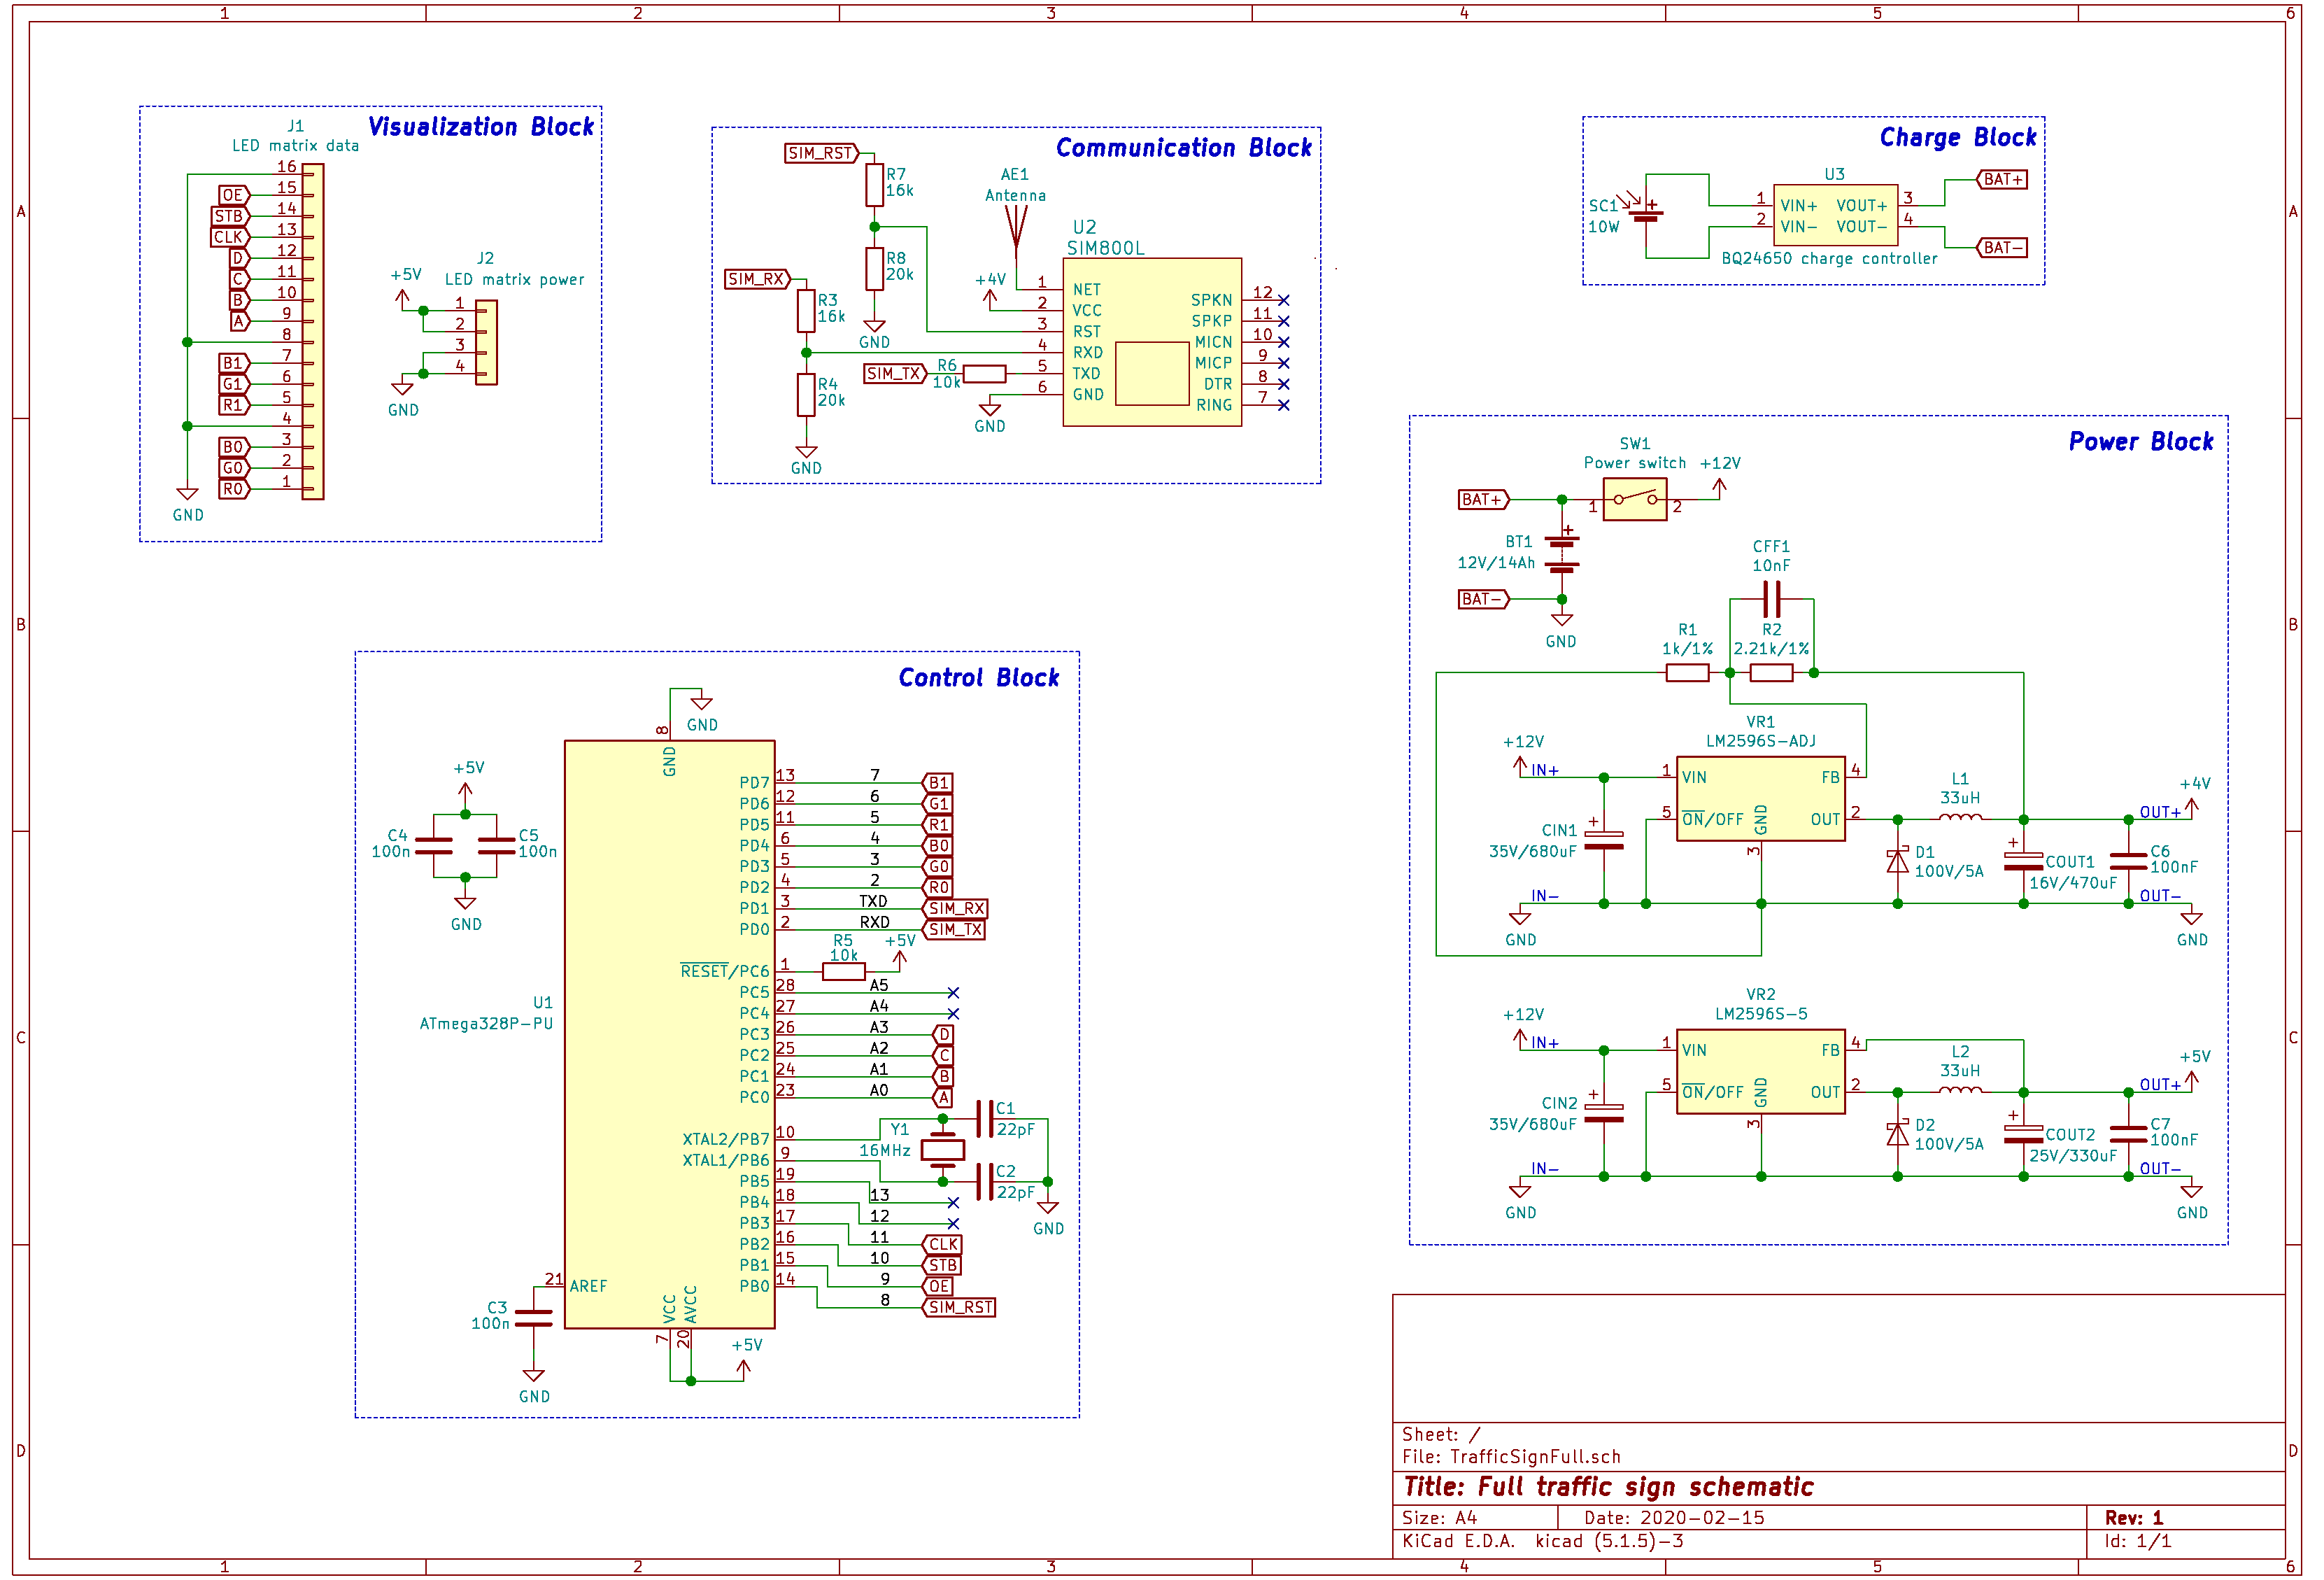 1 2 3 4 5 6
A
B
C
D
A
B
C
D
Visualization Block
J1
LED matrix data
16
OE 15
STB 14
CLK 13
D 12
C 11
B 10
A 9
8
B1 7
G1 6
R1 5
4
B0 3
G0 2
R0 1
GND
J2
LED matrix power
+5V
1
2
3
4
GND
Communication Block
SIM_RST
R7
16k
R8
20k
GND
SIM_RX
R3
16k
R4
20k
GND
SIM_TX
R6
10k
AE1
Antenna
+4V
GND
U2
SIM800L
1 NET
2 VCC
3 RST
4 RXD
5 TXD
6 GND
SPKN 12
SPKP 11
MICN 10
MICP 9
DTR 8
RING 7
Charge Block
SC1
10W
U3
1 VIN+ VOUT+ 3
2 VIN- VOUT- 4
BQ24650 charge controller
BAT+
BAT-
Power Block
SW1
Power switch
+12V
BAT+
1 2
BT1
12V/14Ah
BAT-
GND
CFF1
10nF
R1
1k/1%
R2
2.21k/1%
VR1
LM2596S-ADJ
+12V
IN+
1 VIN FB 4
5 ON/OFF GND OUT 2
3
CIN1
35V/680uF
IN-
GND
L1
33uH
D1
100V/5A
COUT1
16V/470uF
C6
100nF
+4V
OUT+
OUT-
GND
VR2
LM2596S-5
+12V
IN+
1 VIN FB 4
5 ON/OFF GND OUT 2
3
CIN2
35V/680uF
IN-
GND
L2
33uH
D2
100V/5A
COUT2
25V/330uF
C7
100nF
+5V
OUT+
OUT-
GND
Control Block
+5V
C4
100n
C5
100n
GND
8
GND
GND
U1
ATmega328P-PU
PD7 13 7 B1
PD6 12 6 G1
PD5 11 5 R1
PD4 6 4 B0
PD3 5 3 G0
PD2 4 2 R0
PD1 3 TXD SIM_RX
PD0 2 RXD SIM_TX
R5
10k
+5V
RESET/PC6 1
PC5 28 A5
PC4 27 A4
PC3 26 A3 D
PC2 25 A2 C
PC1 24 A1 B
PC0 23 A0 A
XTAL2/PB7 10
XTAL1/PB6 9
Y1
16MHz
C1
22pF
C2
22pF
GND
PB5 19
PB4 18 13
PB3 17 12
PB2 16 11 CLK
PB1 15 10 STB
PB0 14 9 OE
8 SIM_RST
21 AREF
C3
100n
GND
VCC AVCC
7 20
+5V
Sheet: /
File: TrafficSignFull.sch
Title: Full traffic sign schematic
Size: A4 Date: 2020-02-15 Rev: 1
KiCad E.D.A. kicad (5.1.5)-3 Id: 1/1
1 2 3 4 5 6